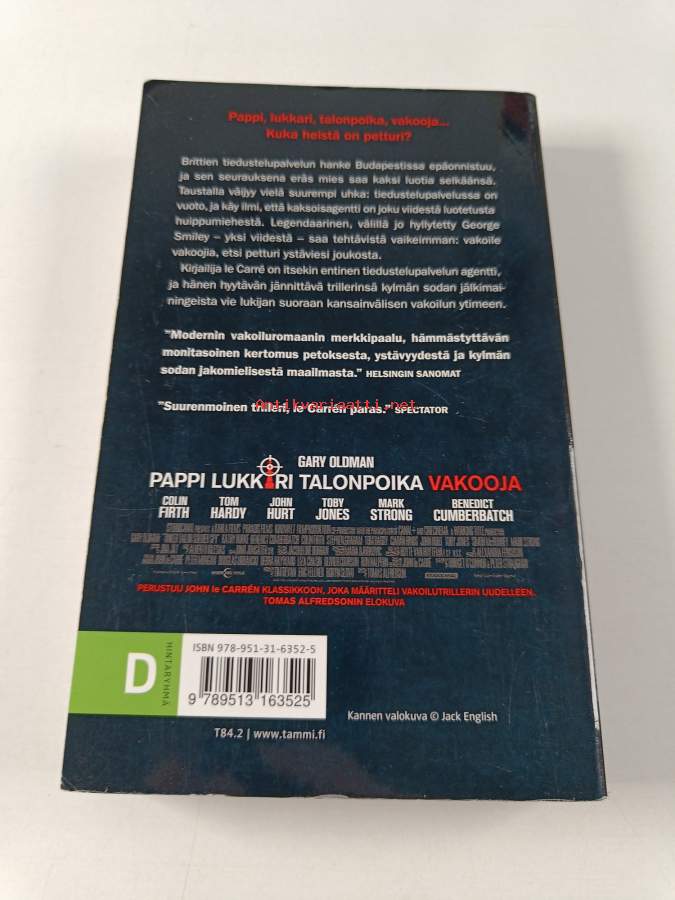 Pappi, lukkari, talonpoika, vakooja...
Kuka heistä on petturi?
Brittien tiedustelupalvelun hanke Budapestissa epäonnistuu,
ja sen seurauksena eräs mies saa kaksi luotia selkäänsä.
Taustalla väijyy vielä suurempi uhka: tiedustelupalvelussa on
vuoto, ja käy ilmi, että kaksoisagentti on joku viidestä luotetusta
huippumiehestä. Legendaarinen, välillä jo hyllytetty George
Smiley – yksi viidestä – saa tehtävistä vaikeimman: vakoile
vakoojia, etsi petturi ystäviesi joukosta.
Kirjailija le Carré on itsekin entinen tiedustelupalvelun agentti,
ja hänen hyytävän jännittävä trillerinsä kylmän sodan jälkimai-
ningeista vie lukijan suoraan kansainvälisen vakoilun ytimeen.
"Modernin vakoiluromaanin merkkipaalu, hämmästyttävän
monitasoinen kertomus petoksesta, ystävyydestä ja kylmän
sodan jakomielisestä maailmasta." HELSINGIN SANOMAT
Antikvariaatti.net
"Suurenmoinen trilleri, le Carrén paras." SPECTATOR
GARY OLDMAN
PAPPI LUKKARI TALONPOIKA VAKOOJA
COLIN FIRTH TOM HARDY JOHN HURT TOBY JONES MARK STRONG BENEDICT CUMBERBATCH
PERUSTUU JOHN le CARRÉN KLASSIKKOON, JOKA MÄÄRITTELI VAKOILUTRILLERIN UUDELLEEN.
TOMAS ALFREDSONIN ELOKUVA
D
HINTARYHMÄ
ISBN 978-951-31-6352-5
9 789513 163525
T84.2 | www.tammi.fi
Kannen valokuva © Jack English